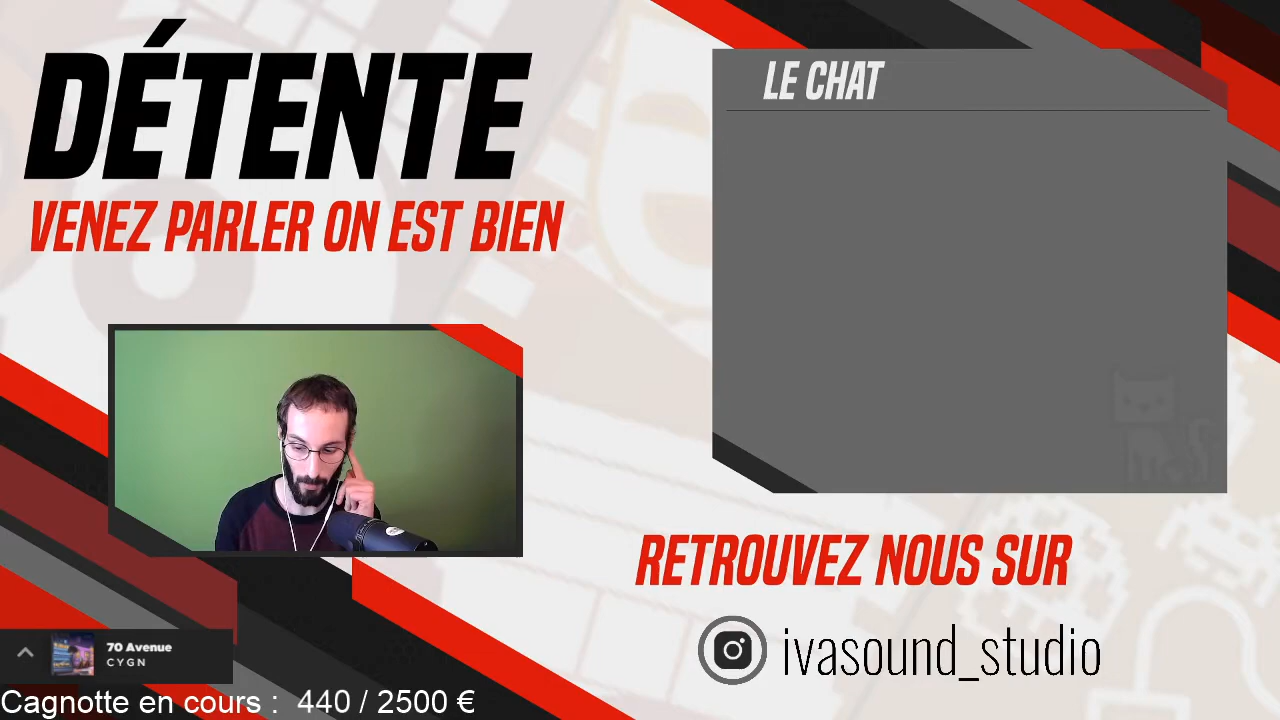 DÉTENTE
VENEZ PARLER ON EST BIEN
LE CHAT
RETROUVEZ NOUS SUR
ivasound_studio
70 Avenue
CYGN
Cagnotte en cours : 440 / 2500 €